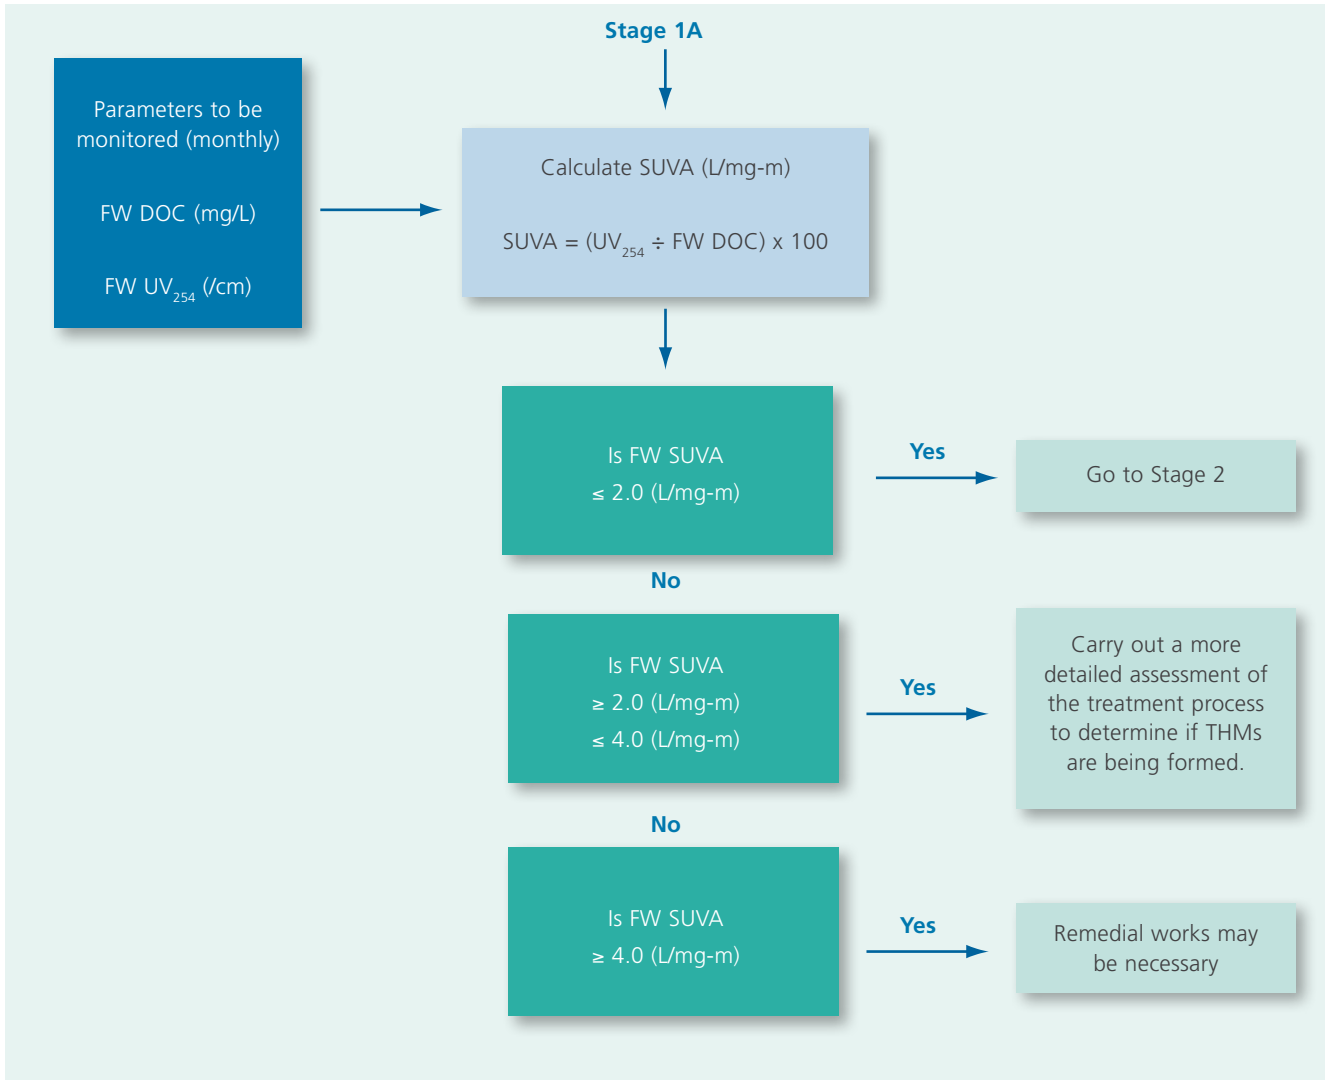 Stage 1A
Parameters to be
monitored (monthly)
FW DOC (mg/L)
FW UV254 (/cm)
Calculate SUVA (L/mg-m)
SUVA = (UV254 ÷ FW DOC) x 100
Is FW SUVA
≤ 2.0 (L/mg-m)
Yes
Go to Stage 2
No
Is FW SUVA
≥ 2.0 (L/mg-m)
≤ 4.0 (L/mg-m)
Yes
Carry out a more
detailed assessment of
the treatment process
to determine if THMs
are being formed.
No
Is FW SUVA
≥ 4.0 (L/mg-m)
Yes
Remedial works may
be necessary